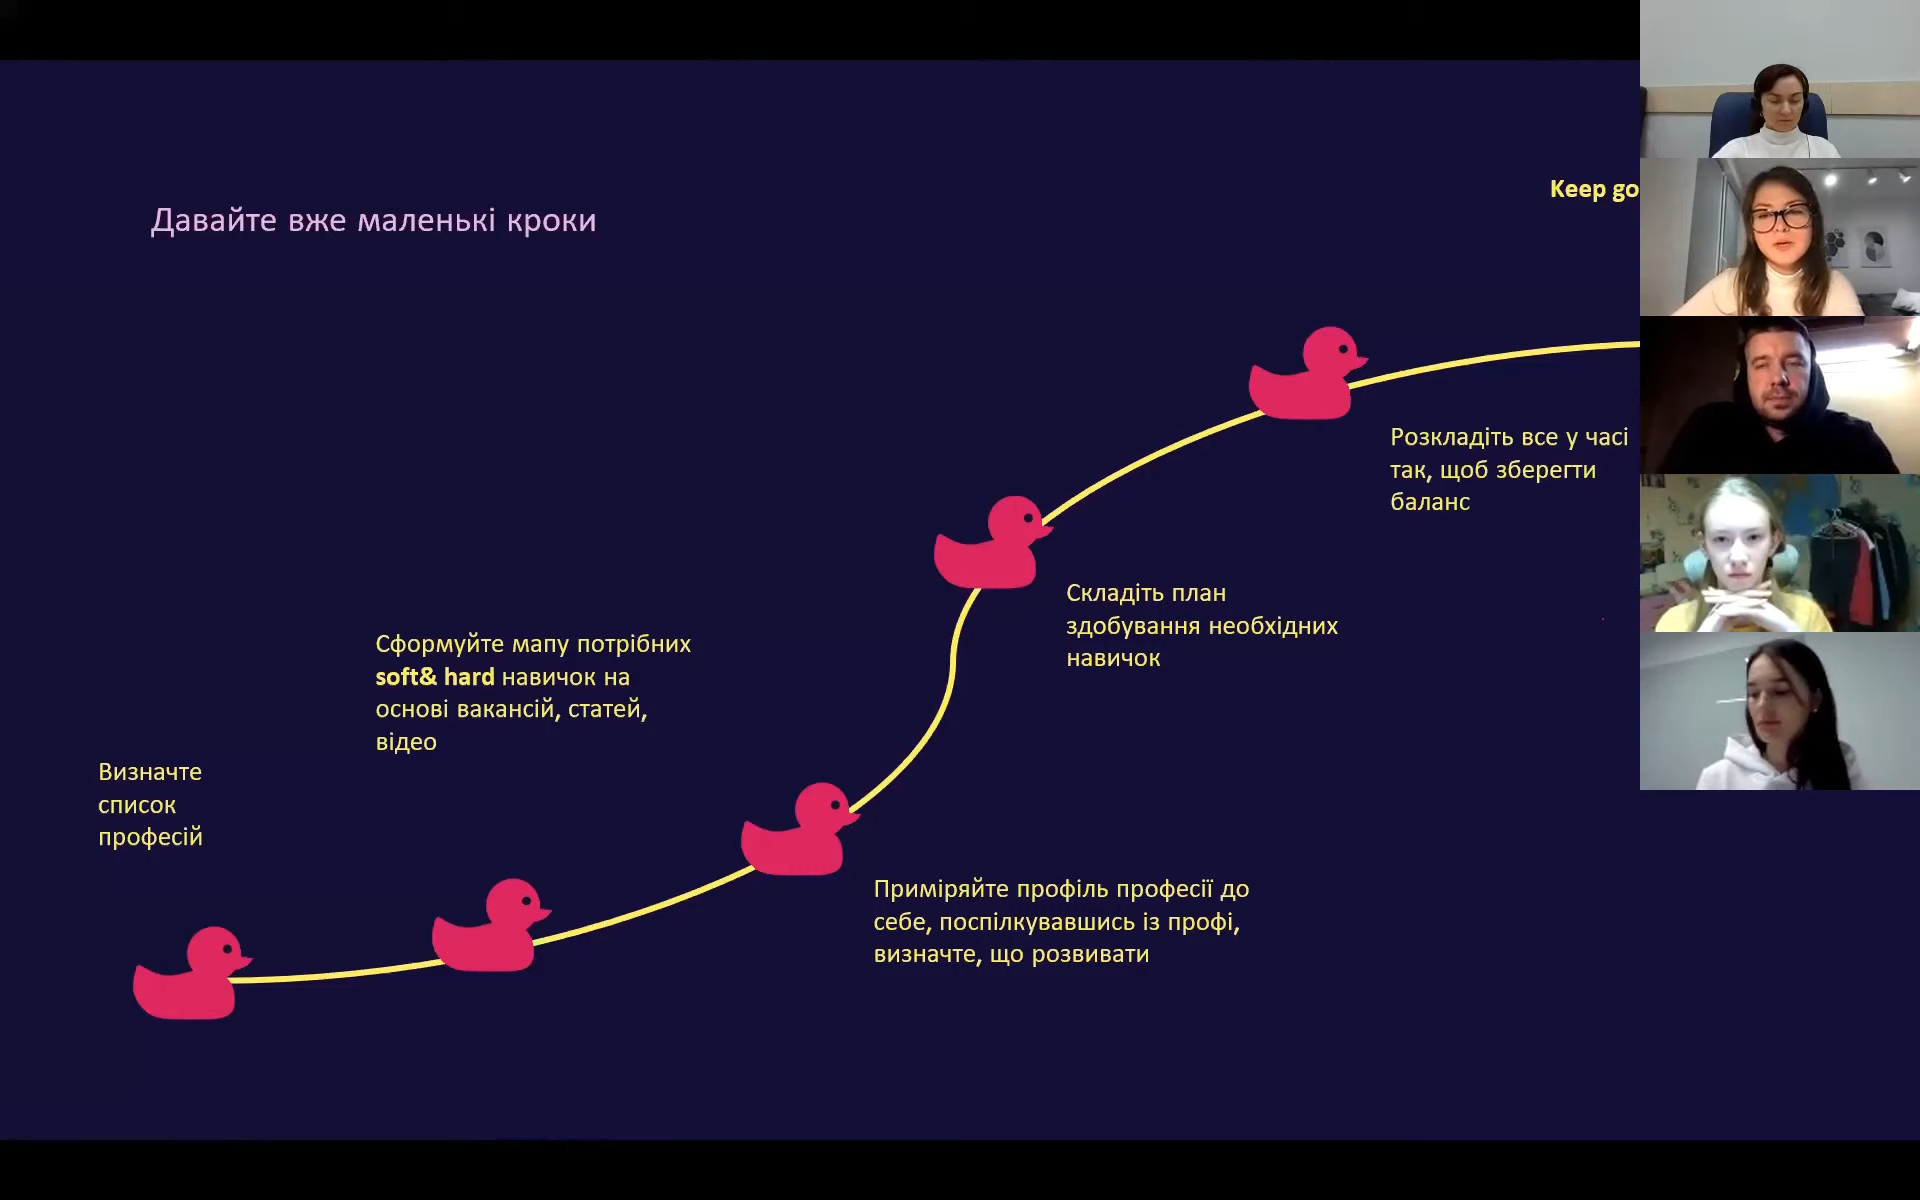 Давайте вже маленькі кроки
Keep go
Розкладіть все у часі
так, щоб зберегти
баланс
Складіть план
здобування необхідних
навичок
Сформуйте мапу потрібних
soft& hard навичок на
основі вакансій, статей,
відео
Визначте
список
професій
Приміряйте профіль професії до
себе, поспілкувавшись із профі,
визначте, що розвивати